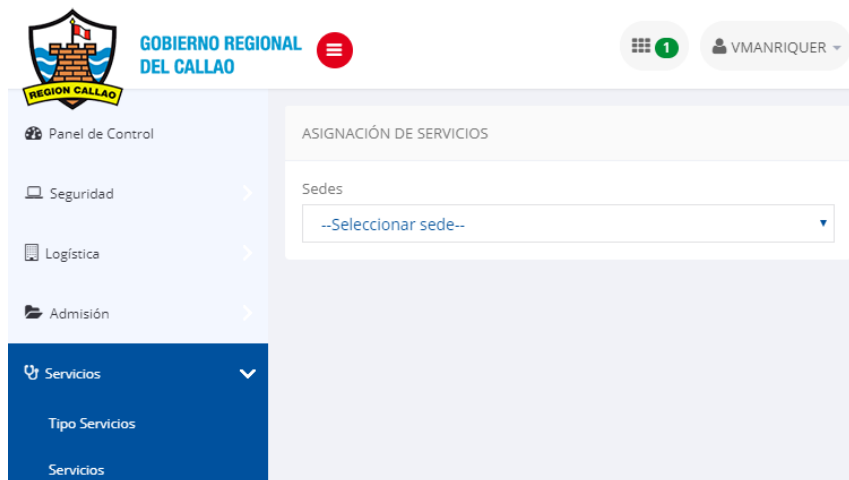 GOBIERNO REGIONAL
DEL CALLAO
REGION CALLAO
1
VMANRIQUER
Panel de Control
Seguridad
Logística
Admisión
Servicios
Tipo Servicios
Servicios
ASIGNACIÓN DE SERVICIOS
Sedes
--Seleccionar sede--